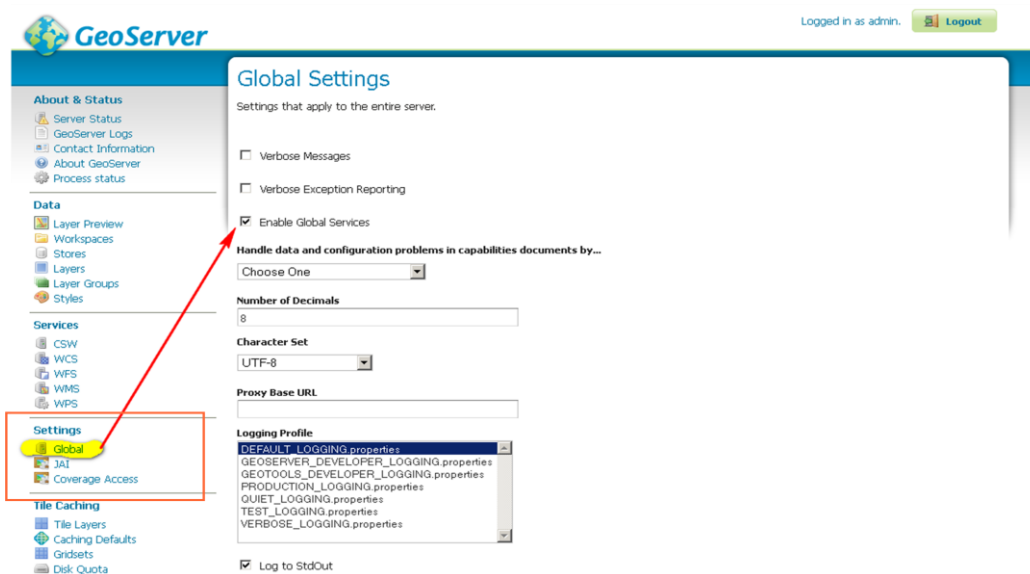 Logged in as admin.
Logout
GeoServer
About & Status
Server Status
GeoServer Logs
Contact Information
About GeoServer
Process status
Data
Layer Preview
Workspaces
Stores
Layers
Layer Groups
Styles
Services
CSW
WCS
WFS
WMS
WPS
Settings
Global
JAI
Coverage Access
Tile Caching
Tile Layers
Caching Defaults
Gridsets
Disk Quota
Global Settings
Settings that apply to the entire server.
Verbose Messages
Verbose Exception Reporting
Enable Global Services
Handle data and configuration problems in capabilities documents by...
Choose One
Number of Decimals
8
Character Set
UTF-8
Proxy Base URL
Logging Profile
DEFAULT_LOGGING.properties
GEOSERVER_DEVELOPER_LOGGING.properties
GEOTOOLS_DEVELOPER_LOGGING.properties
PRODUCTION_LOGGING.properties
QUIET_LOGGING.properties
TEST_LOGGING.properties
VERBOSE_LOGGING.properties
Log to StdOut